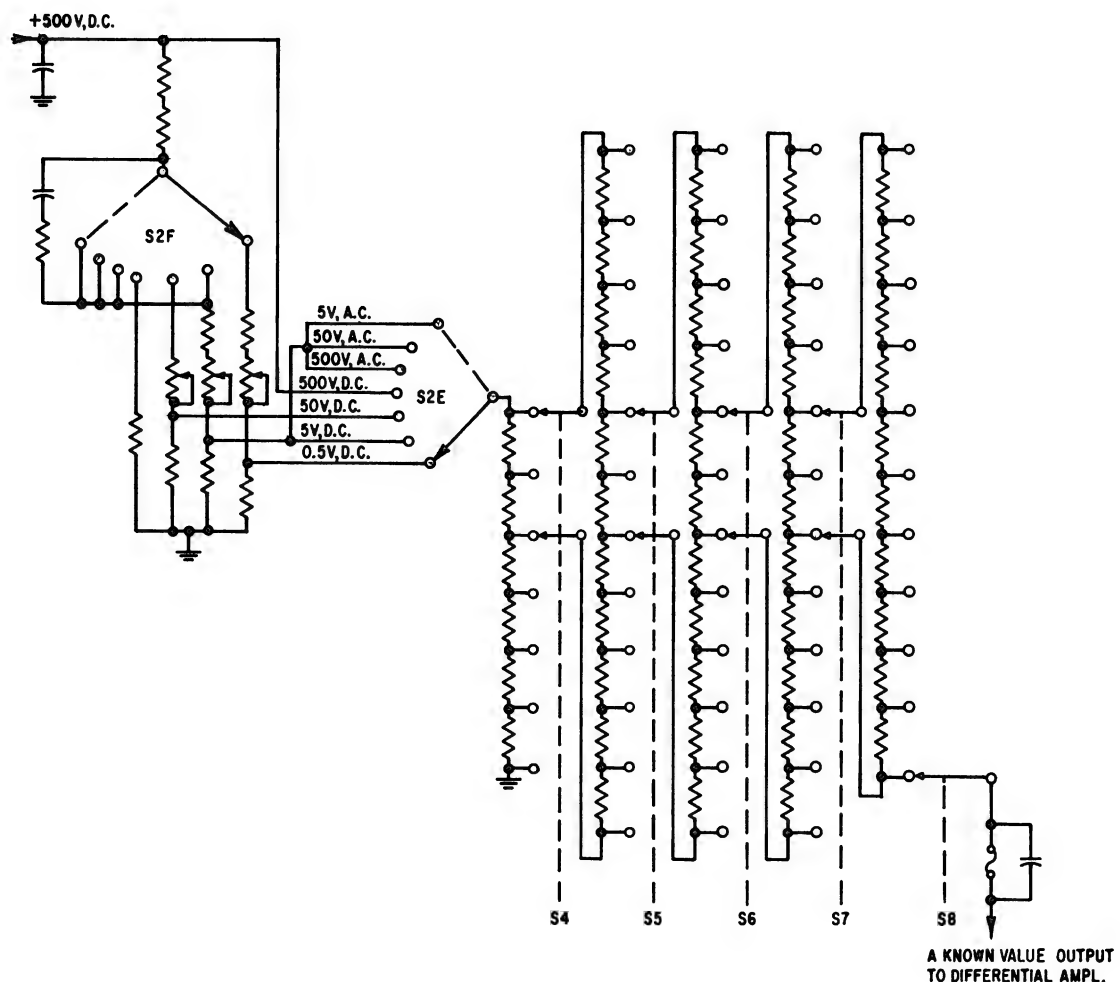 +500V,D.C.
S2F
5V, A.C.
50V, A.C.
500V, A.C.
500V, D.C.
S2E
50V, D.C.
5V, D.C.
0.5V, D.C.
S4
S5
S6
S7
S8
A KNOWN VALUE OUTPUT
TO DIFFERENTIAL AMPL.